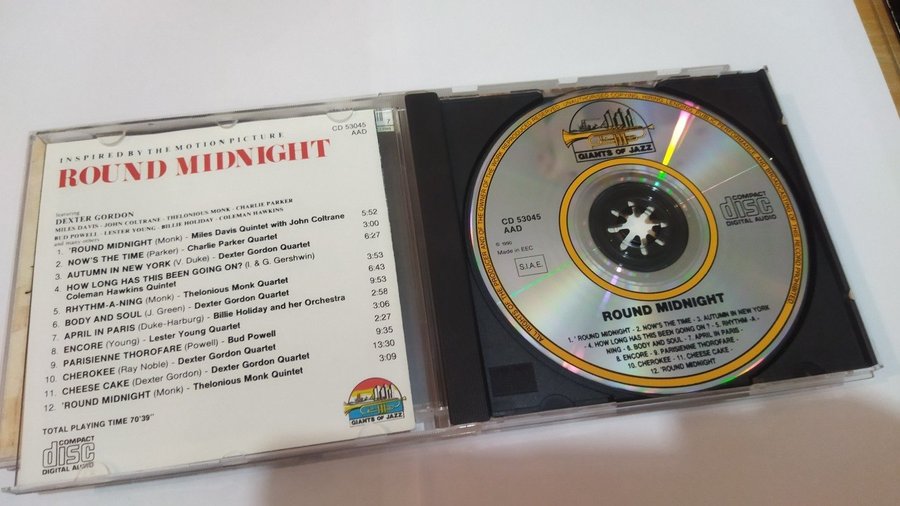 INSPIRED BY THE MOTION PICTURE
ROUND MIDNIGHT
CD 53045
AAD
featuring
DEXTER GORDON
MILES DAVIS - JOHN COLTRANE - THELONIOUS MONK - CHARLIE PARKER
BUD POWELL - LESTER YOUNG - BILLIE HOLIDAY - COLEMAN HAWKINS
and many others
1. 'ROUND MIDNIGHT (Monk) - Miles Davis Quintet with John Coltrane 5:52
2. NOW'S THE TIME (Parker) - Charlie Parker Quartet 3:00
3. AUTUMN IN NEW YORK (V. Duke) - Dexter Gordon Quartet 6:27
4. HOW LONG HAS THIS BEEN GOING ON? (I. & G. Gershwin)
Coleman Hawkins Quintet 3:53
5. RHYTHM-A-NING (Monk) - Thelonious Monk Quartet 6:43
6. BODY AND SOUL (J. Green) - Dexter Gordon Quartet 2:58
7. APRIL IN PARIS (Duke-Harburg) - Billie Holiday and her Orchestra 3:06
8. ENCORE (Young) - Lester Young Quartet 3:27
9. PARISIENNE THOROFARE (Powell) - Bud Powell 9:35
10. CHEROKEE (Ray Noble) - Dexter Gordon Quartet 13:30
11. CHEESE CAKE (Dexter Gordon) - Dexter Gordon Quartet 3:09
12. 'ROUND MIDNIGHT (Monk) - Thelonious Monk Quintet
TOTAL PLAYING TIME 70'39"
COMPACT
disc
DIGITAL AUDIO
GIANTS OF JAZZ
GIANTS OF JAZZ
CD 53045
AAD
℗ 1990
Made in EEC
S.I.A.E.
COMPACT
disc
DIGITAL AUDIO
ROUND MIDNIGHT
1. 'ROUND MIDNIGHT - 2. NOW'S THE TIME - 3. AUTUMN IN NEW YORK
- 4. HOW LONG HAS THIS BEEN GOING ON ? - 5. RHYTHM - A -
NING - 6. BODY AND SOUL - 7. APRIL IN PARIS -
8. ENCORE - 9. PARISIENNE THOROFARE -
10. CHEROKEE - 11. CHEESE CAKE -
12. 'ROUND MIDNIGHT